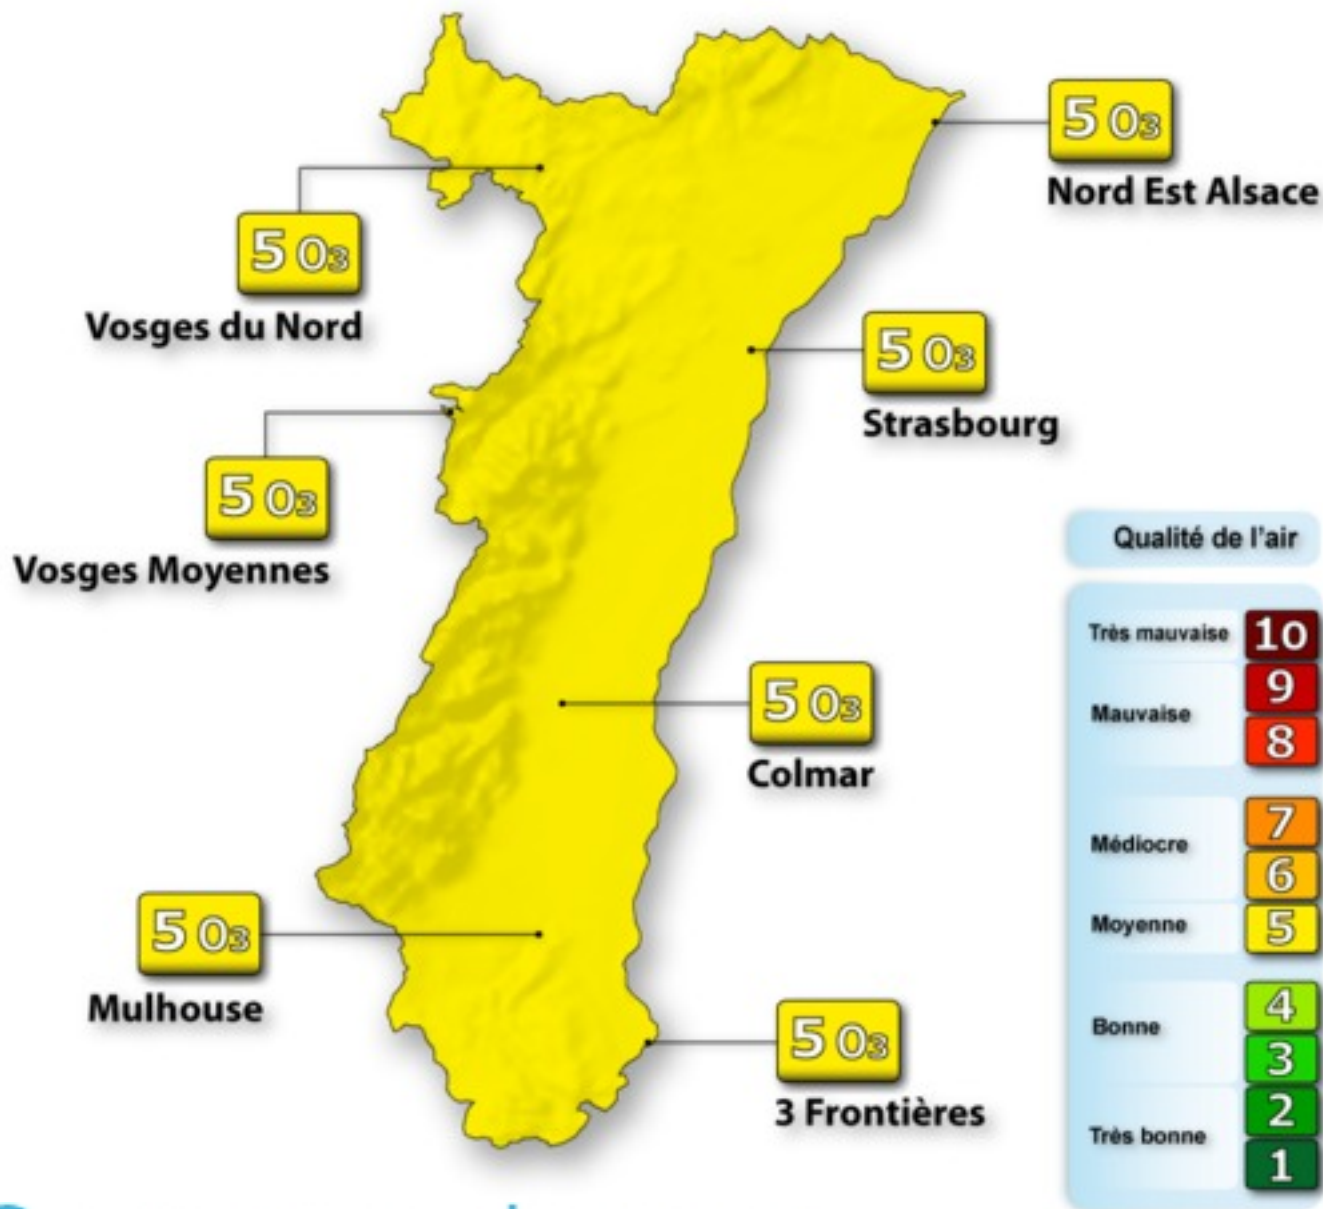 5 O3
Nord Est Alsace
5 O3
Vosges du Nord
5 O3
Strasbourg
5 O3
Vosges Moyennes
5 O3
Colmar
5 O3
Mulhouse
5 O3
3 Frontières
Qualité de l'air
Très mauvaise 10
Mauvaise 9
8
Médiocre 7
6
Moyenne 5
Bonne 4
3
Très bonne 2
1